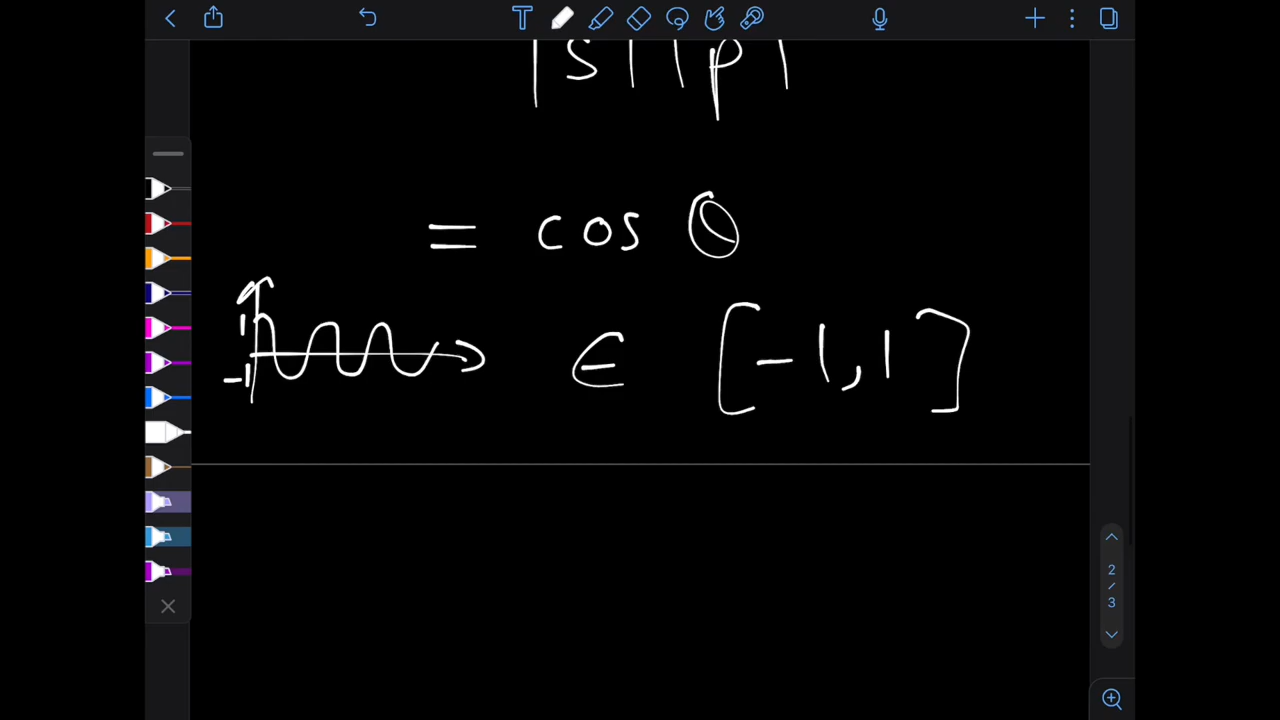 |s||p|
= cos θ
1
-1
∈ [-1,1]
T
2
/
3